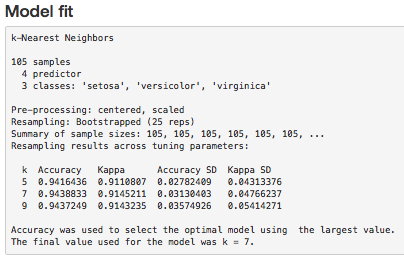 Model fit
k-Nearest Neighbors
105 samples
4 predictor
3 classes: 'setosa', 'versicolor', 'virginica'
Pre-processing: centered, scaled
Resampling: Bootstrapped (25 reps)
Summary of sample sizes: 105, 105, 105, 105, 105, 105, ...
Resampling results across tuning parameters:
k  Accuracy   Kappa      Accuracy SD  Kappa SD
5  0.9416436  0.9110807  0.02782409   0.04313376
7  0.9438833  0.9145211  0.03130403   0.04766237
9  0.9437249  0.9143235  0.03574926   0.05414271
Accuracy was used to select the optimal model using  the largest value.
The final value used for the model was k = 7.